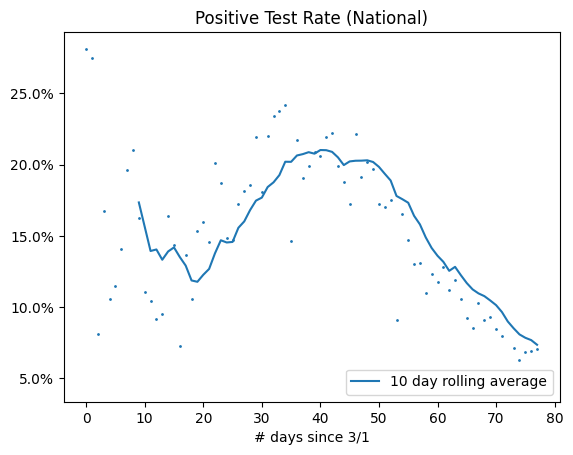 Positive Test Rate (National)
25.0%
20.0%
15.0%
10.0%
5.0%
10 day rolling average
0 10 20 30 40 50 60 70 80
# days since 3/1